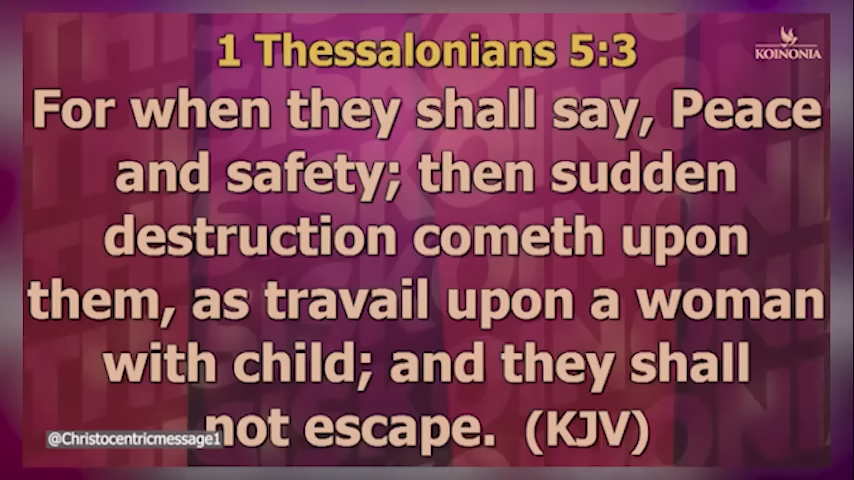 1 Thessalonians 5:3
KOINONIA
For when they shall say, Peace
and safety; then sudden
destruction cometh upon
them, as travail upon a woman
with child; and they shall
not escape. (KJV)
@Christocentricmessage1